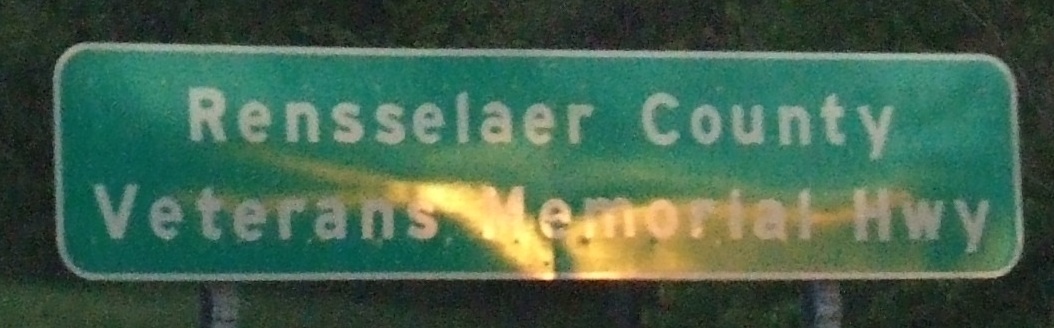 Rensselaer County
Veterans Memorial Hwy